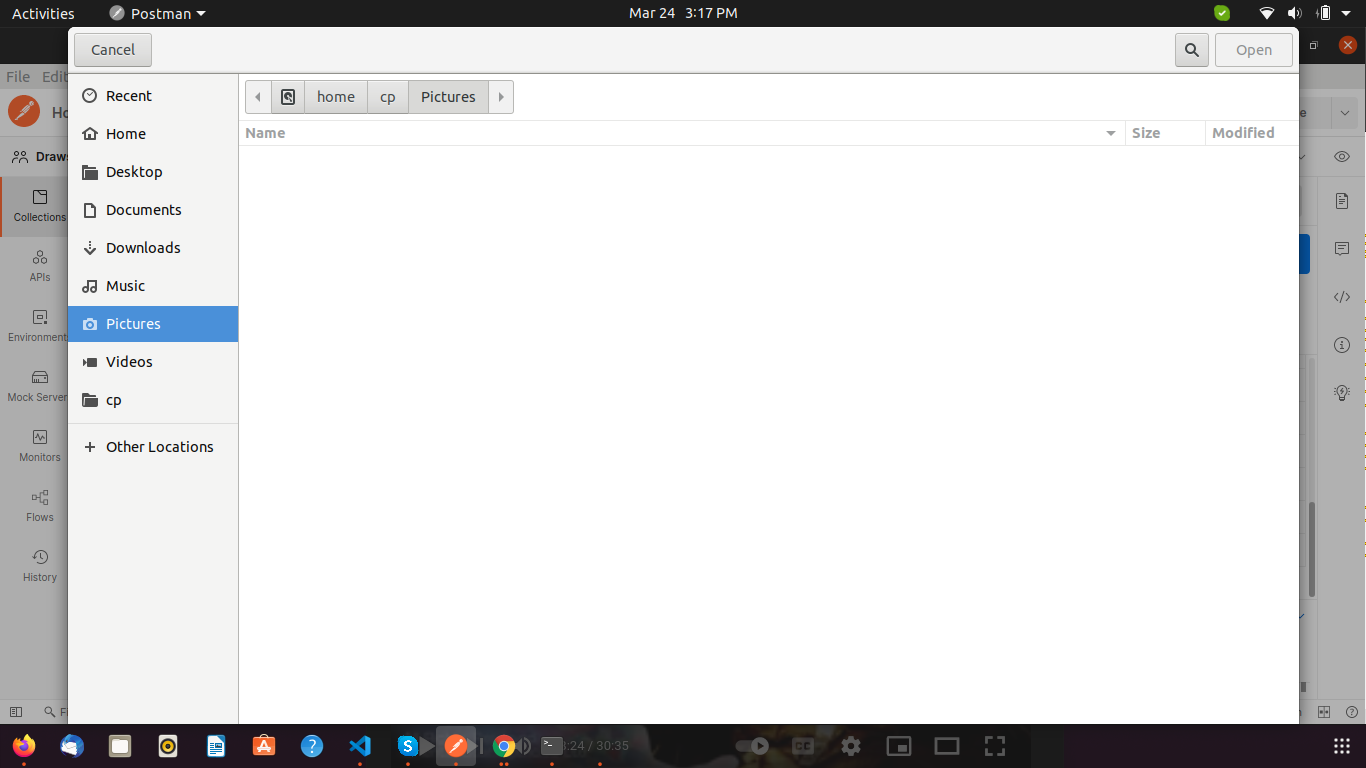 Activities Postman Mar 24 3:17 PM
Cancel Open
File Edit
Recent home cp Pictures
Home Name Size Modified
Desktop
Documents
Downloads
Music
Pictures
Videos
cp
Other Locations
Collections
APIs
Environment
Mock Server
Monitors
Flows
History
:24 / 30:35